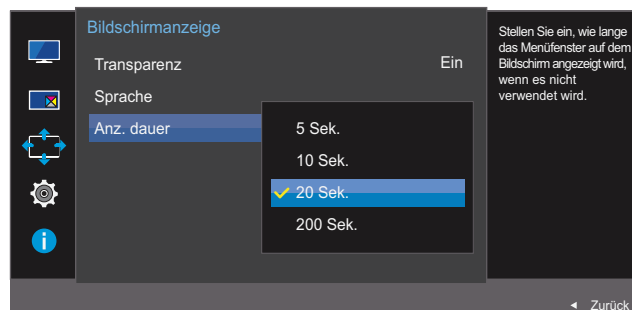 Bildschirmanzeige
Transparenz Ein
Sprache
Anz. dauer
5 Sek.
10 Sek.
20 Sek.
200 Sek.
Stellen Sie ein, wie lange
das Menüfenster auf dem
Bildschirm angezeigt wird,
wenn es nicht
verwendet wird.
Zurück